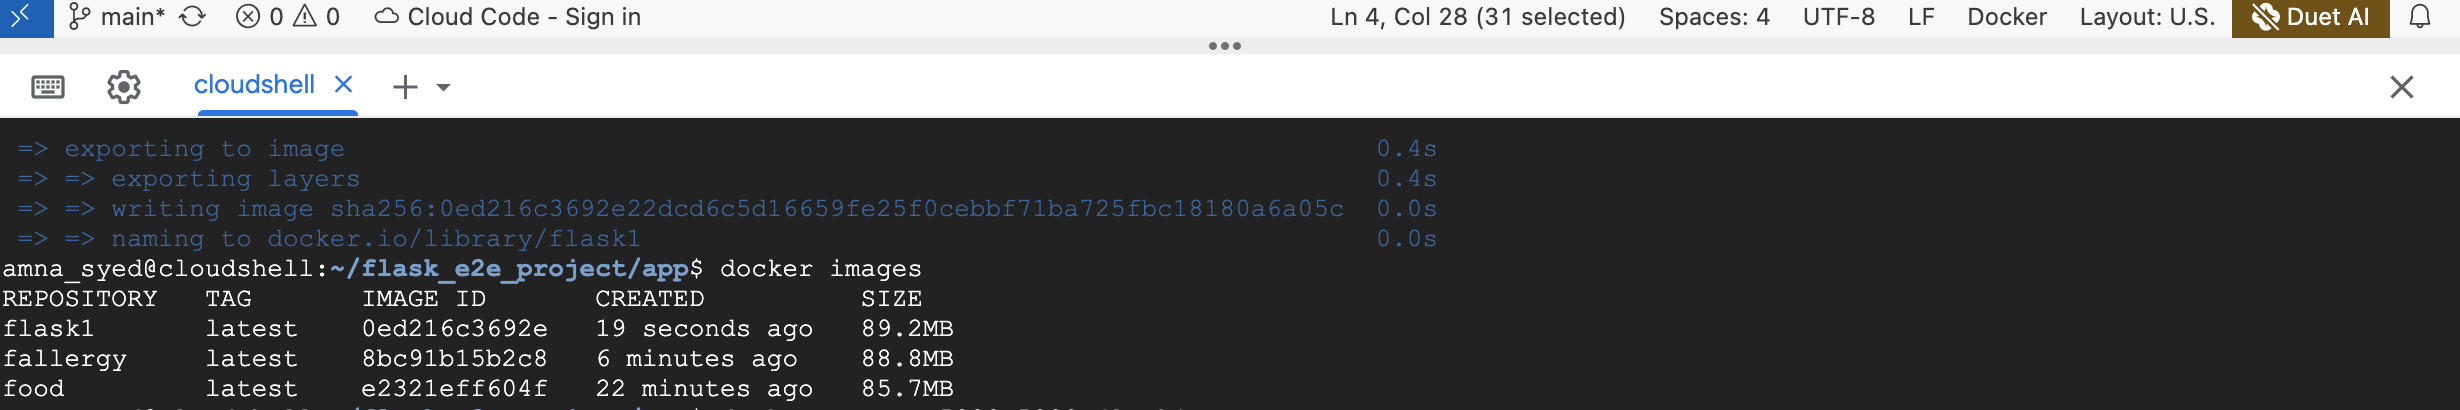 main* 0 0 Cloud Code - Sign in Ln 4, Col 28 (31 selected) Spaces: 4 UTF-8 LF Docker Layout: U.S. Duet AI
cloudshell
=> exporting to image 0.4s
=> => exporting layers 0.4s
=> => writing image sha256:0ed216c3692e22dcd6c5d16659fe25f0cebbf71ba725fbc18180a6a05c 0.0s
=> => naming to docker.io/library/flask1 0.0s
amna_syed@cloudshell:~/flask_e2e_project/app$ docker images
REPOSITORY TAG IMAGE ID CREATED SIZE
flask1 latest 0ed216c3692e 19 seconds ago 89.2MB
fallergy latest 8bc91b15b2c8 6 minutes ago 88.8MB
food latest e2321eff604f 22 minutes ago 85.7MB